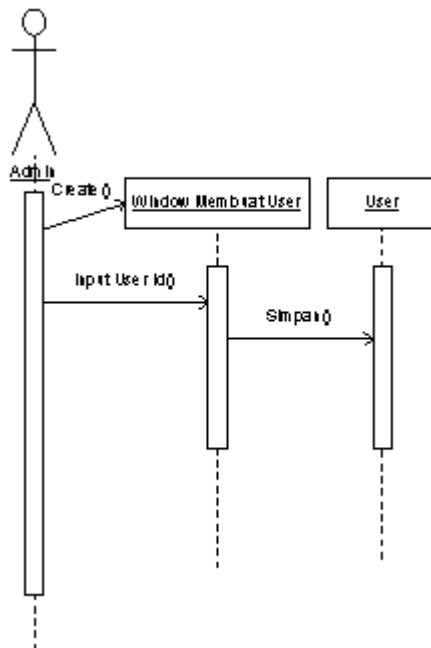 Admin
Create()
Window Membuat User
User
Input User Id()
Simpan()